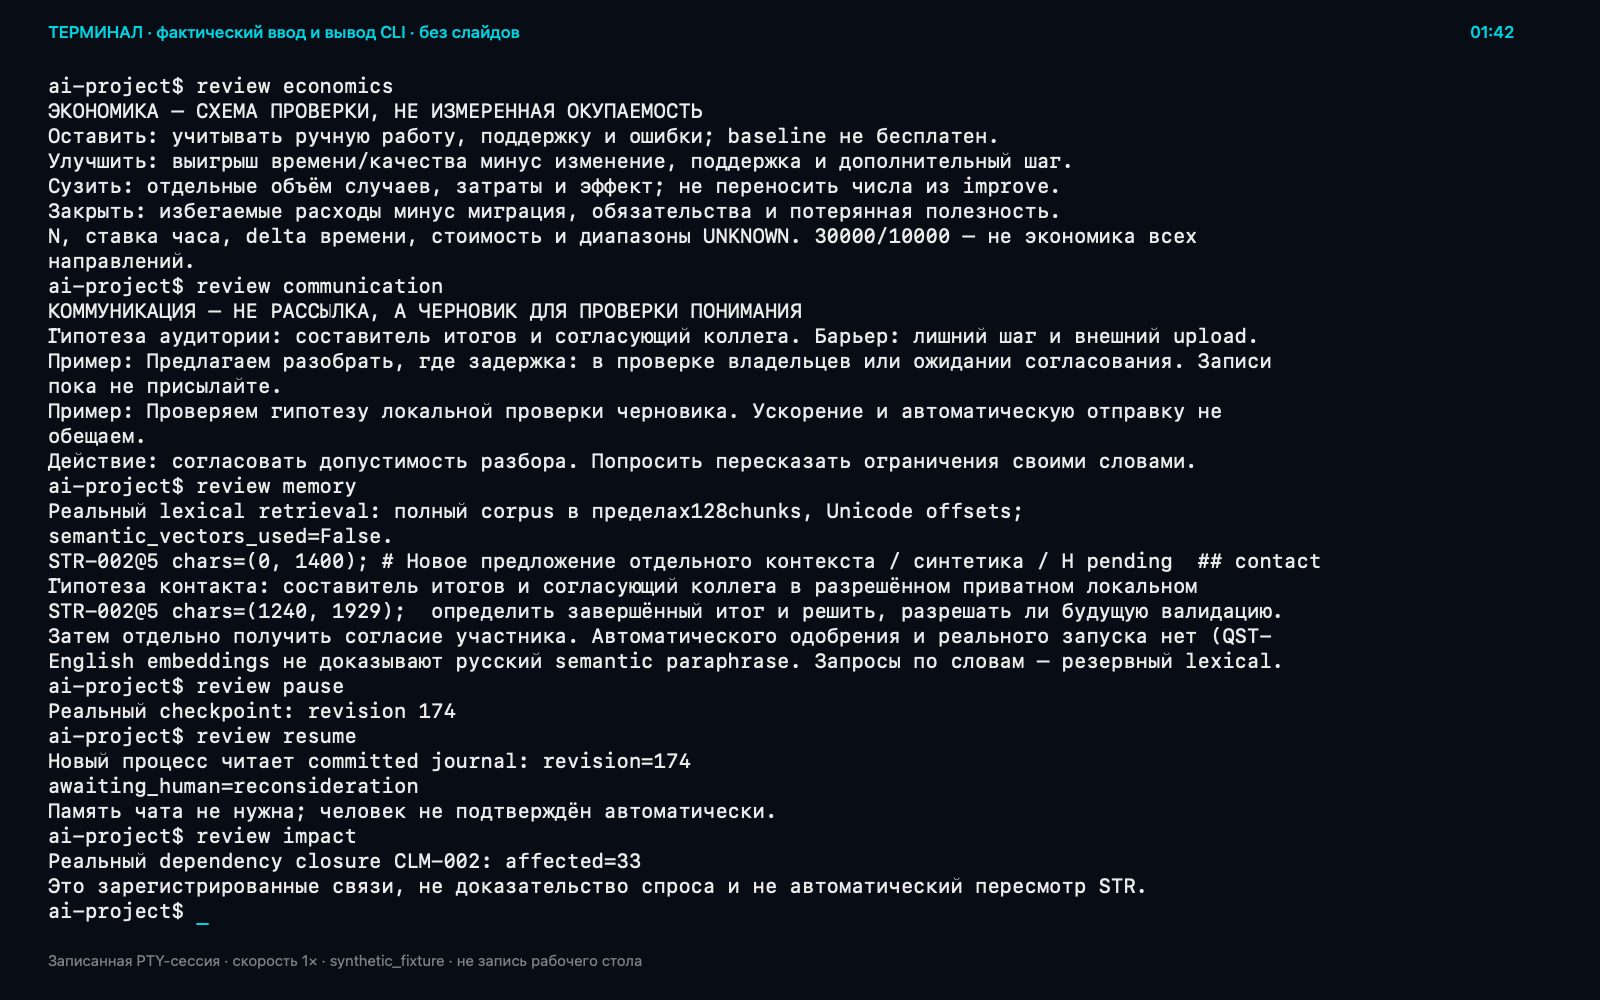 ТЕРМИНАЛ · фактический ввод и вывод CLI · без слайдов
01:42
ai-project$ review economics
ЭКОНОМИКА — СХЕМА ПРОВЕРКИ, НЕ ИЗМЕРЕННАЯ ОКУПАЕМОСТЬ
Оставить: учитывать ручную работу, поддержку и ошибки; baseline не бесплатен.
Улучшить: выигрыш времени/качества минус изменение, поддержка и дополнительный шаг.
Сузить: отдельные объём случаев, затраты и эффект; не переносить числа из improve.
Закрыть: избегаемые расходы минус миграция, обязательства и потерянная полезность.
N, ставка часа, delta времени, стоимость и диапазоны UNKNOWN. 30000/10000 — не экономика всех
направлений.
ai-project$ review communication
КОММУНИКАЦИЯ — НЕ РАССЫЛКА, А ЧЕРНОВИК ДЛЯ ПРОВЕРКИ ПОНИМАНИЯ
Гипотеза аудитории: составитель итогов и согласующий коллега. Барьер: лишний шаг и внешний upload.
Пример: Предлагаем разобрать, где задержка: в проверке владельцев или ожидании согласования. Записи
пока не присылайте.
Пример: Проверяем гипотезу локальной проверки черновика. Ускорение и автоматическую отправку не
обещаем.
Действие: согласовать допустимость разбора. Попросить пересказать ограничения своими словами.
ai-project$ review memory
Реальный lexical retrieval: полный corpus в пределах128chunks, Unicode offsets;
semantic_vectors_used=False.
STR-002@5 chars=(0, 1400); # Новое предложение отдельного контекста / синтетика / H pending  ## contact
Гипотеза контакта: составитель итогов и согласующий коллега в разрешённом приватном локальном
STR-002@5 chars=(1240, 1929);  определить завершённый итог и решить, разрешать ли будущую валидацию.
Затем отдельно получить согласие участника. Автоматического одобрения и реального запуска нет (QST-
English embeddings не доказывают русский semantic paraphrase. Запросы по словам — резервный lexical.
ai-project$ review pause
Реальный checkpoint: revision 174
ai-project$ review resume
Новый процесс читает committed journal: revision=174
awaiting_human=reconsideration
Память чата не нужна; человек не подтверждён автоматически.
ai-project$ review impact
Реальный dependency closure CLM-002: affected=33
Это зарегистрированные связи, не доказательство спроса и не автоматический пересмотр STR.
ai-project$ _
Записанная PTY-сессия · скорость 1× · synthetic_fixture · не запись рабочего стола